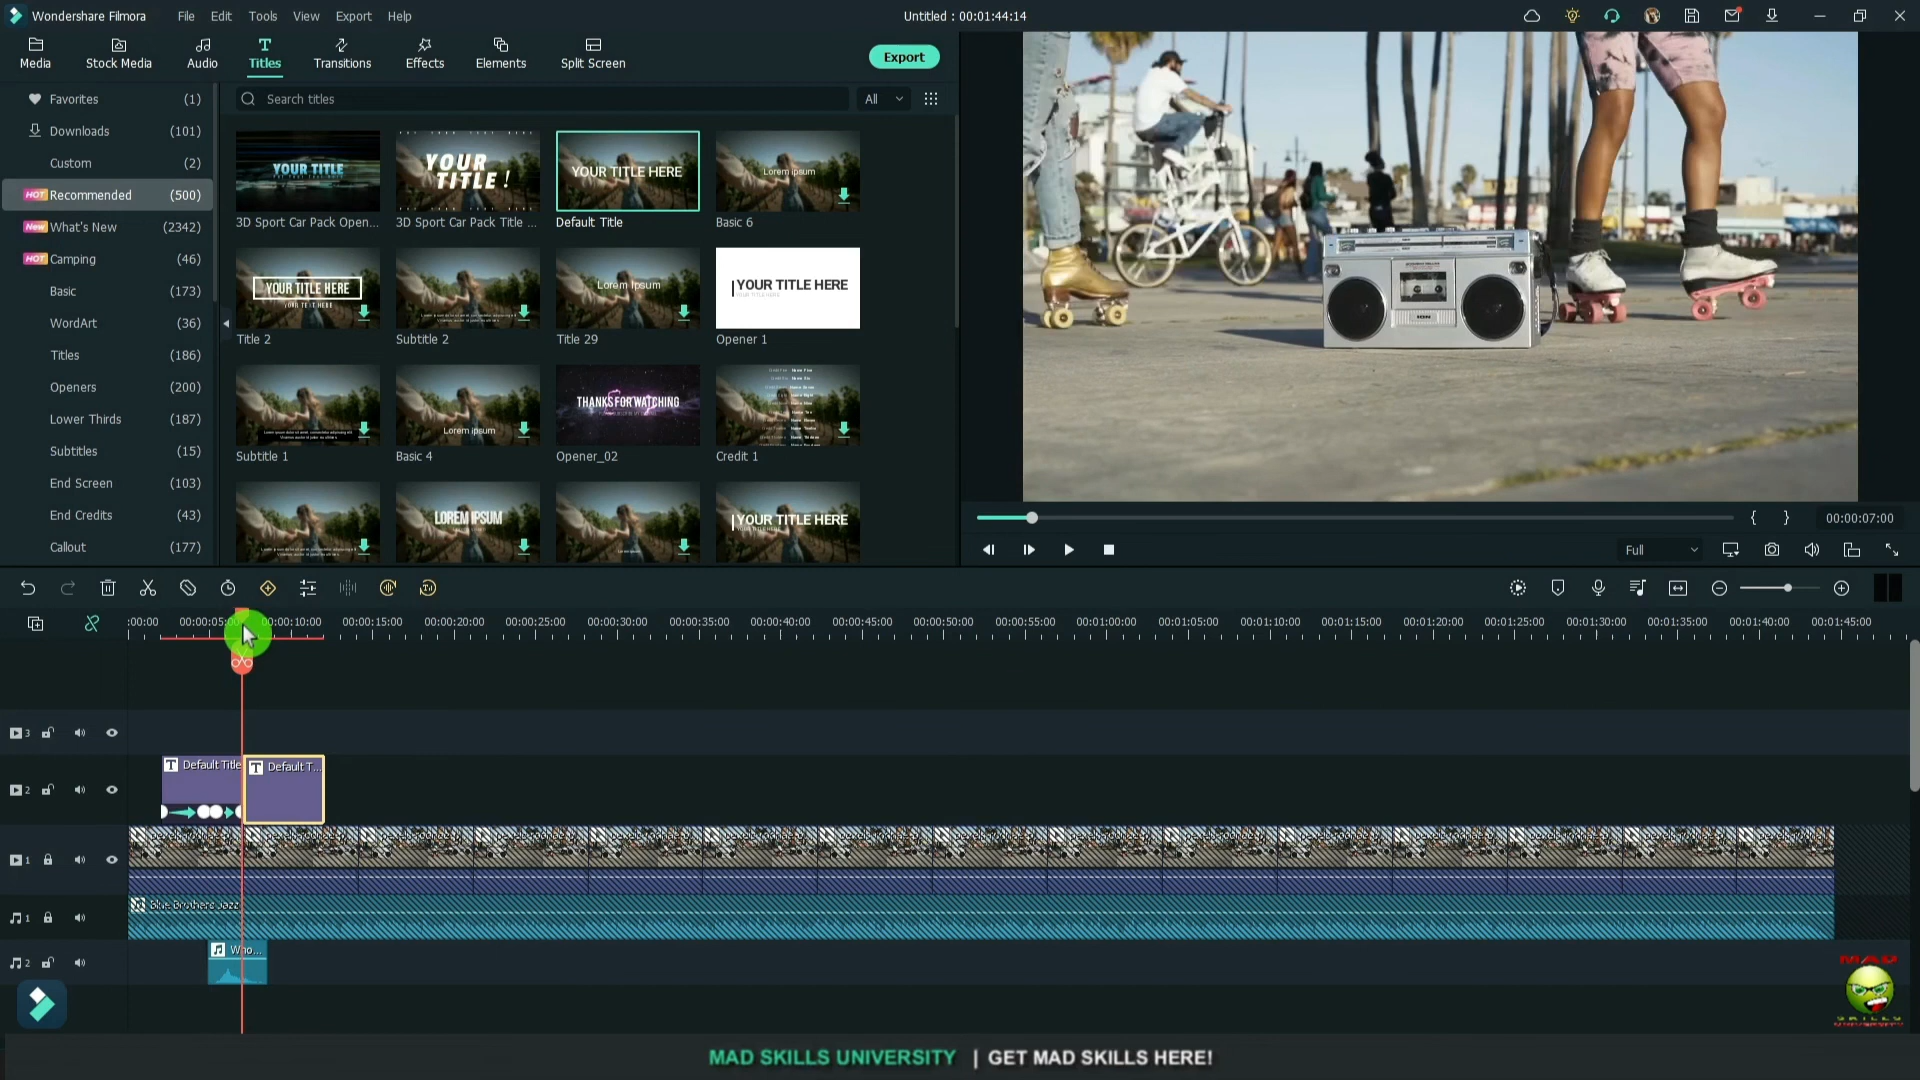 Wondershare Filmora File Edit Tools View Export Help Untitled : 00:01:44:14
Media Stock Media Audio Titles Transitions Effects Elements Split Screen Export
Favorites (1)
Downloads (101)
Custom (2)
HOT Recommended (500)
New What's New (2342)
HOT Camping (46)
Basic (173)
WordArt (36)
Titles (186)
Openers (200)
Lower Thirds (187)
Subtitles (15)
End Screen (103)
End Credits (43)
Callout (177)
Search titles All
YOUR TITLE
YOUR TITLE !
YOUR TITLE HERE
Lorem ipsum
3D Sport Car Pack Open... 3D Sport Car Pack Title ... Default Title Basic 6
YOUR TITLE HERE
YOUR TEXT HERE
Lorem Ipsum
YOUR TITLE HERE
Title 2 Subtitle 2 Title 29 Opener 1
Lorem ipsum
THANKS FOR WATCHING
Subtitle 1 Basic 4 Opener_02 Credit 1
LOREM IPSUM
YOUR TITLE HERE
ION
{ } 00:00:07:00
Full
:00:00 00:00:05:00 00:00:10:00 00:00:15:00 00:00:20:00 00:00:25:00 00:00:30:00 00:00:35:00 00:00:40:00 00:00:45:00 00:00:50:00 00:00:55:00 00:01:00:00 00:01:05:00 00:01:10:00 00:01:15:00 00:01:20:00 00:01:25:00 00:01:30:00 00:01:35:00 00:01:40:00 00:01:45:00
3
T Default Title T Default T...
2
1
Blue Brothers Jazz
1
Who...
2
MAD
SKILLS
MAD SKILLS UNIVERSITY | GET MAD SKILLS HERE!